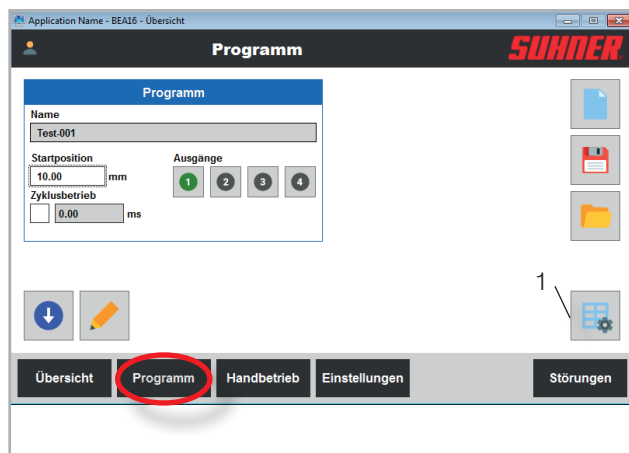 Application Name - BEA16 - Übersicht
Programm
SUHNER
Programm
Name
Test-001
Startposition
Ausgänge
10.00 mm
1 2 3 4
Zyklusbetrieb
0.00 ms
1
Übersicht Programm Handbetrieb Einstellungen Störungen